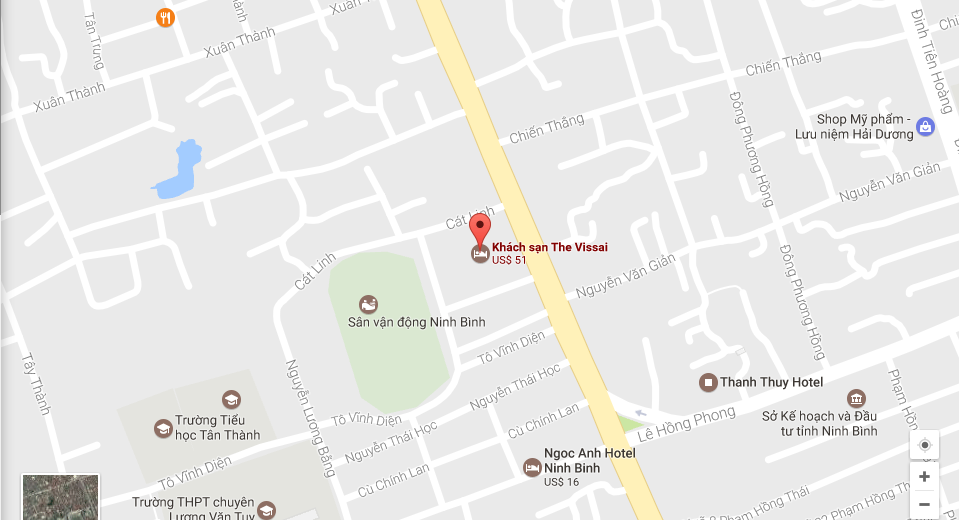 Xuân Thành
Tân Trung
Xuân Thành
Xuân Thành
Đinh Tiên Hoàng
Chiến Thắng
Đông Phương Hồng
Chiến Thắng
Shop Mỹ phẩm -
Lưu niệm Hải Dương
Nguyễn Văn Giản
Cát Linh
Khách sạn The Vissai
US$ 51
Cát Linh
Nguyễn Văn Giản
Đông Phương Hồng
Sân vận động Ninh Bình
Tô Vĩnh Diện
Tây Thành
Nguyễn Lương Bằng
Nguyễn Thái Học
Thanh Thuy Hotel
Phạm Hồ
Trường Tiểu
học Tân Thành
Tô Vĩnh Diện
Nguyễn Thái Học
Cù Chính Lan
Lê Hồng Phong
Sở Kế hoạch và Đầu
tư tỉnh Ninh Bình
Tô Vĩnh Diện
Cù Chính Lan
Ngoc Anh Hotel
Ninh Binh
US$ 16
Trường THPT chuyên
Lương Văn Tụy
Phạm Hồng Thái
Phạm Hồng Th
+
−